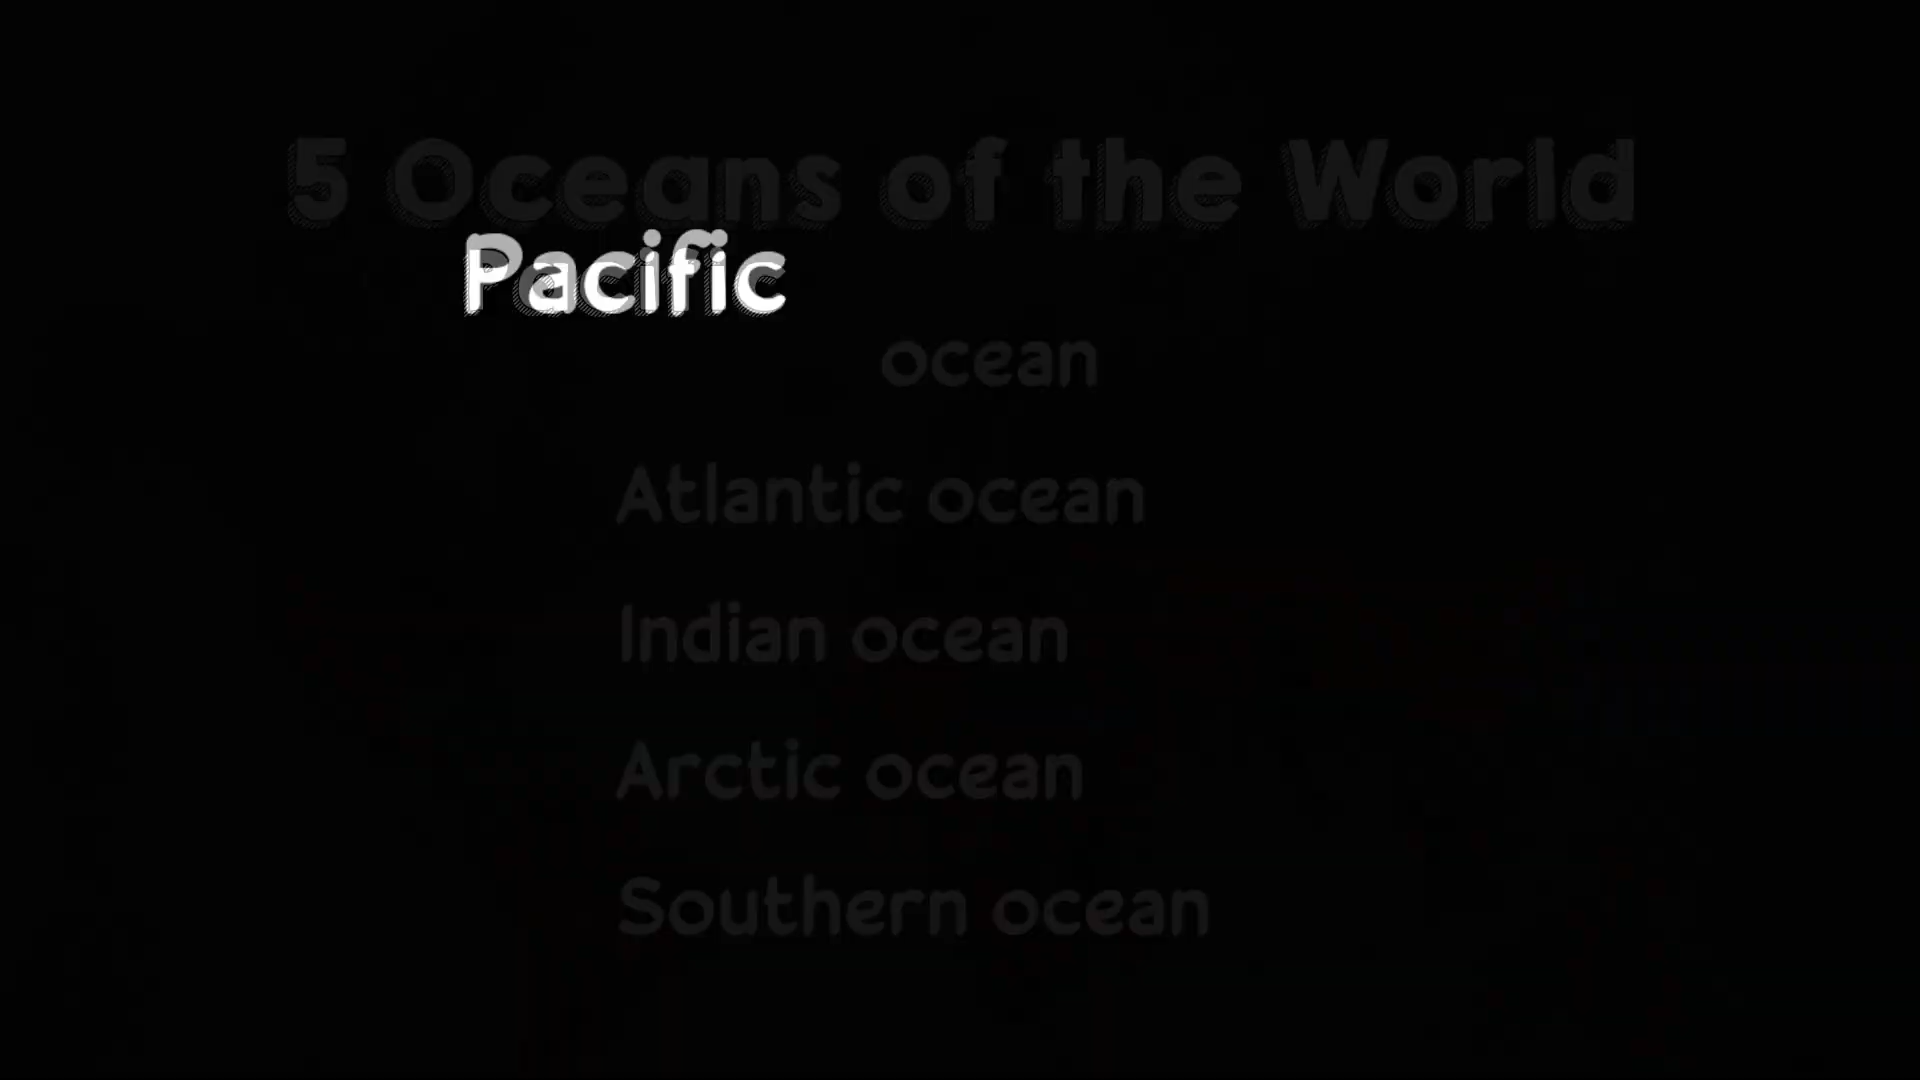 5 Oceans of the World
Pacific
ocean
Atlantic ocean
Indian ocean
Arctic ocean
Southern ocean